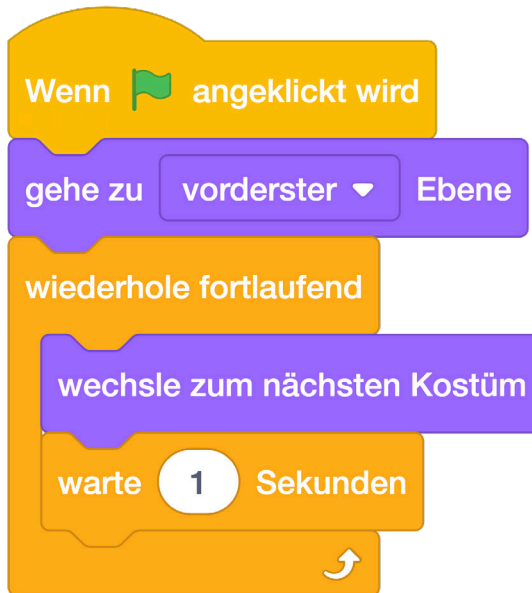 Wenn angeklickt wird
gehe zu vorderster Ebene
wiederhole fortlaufend
wechsle zum nächsten Kostüm
warte 1 Sekunden